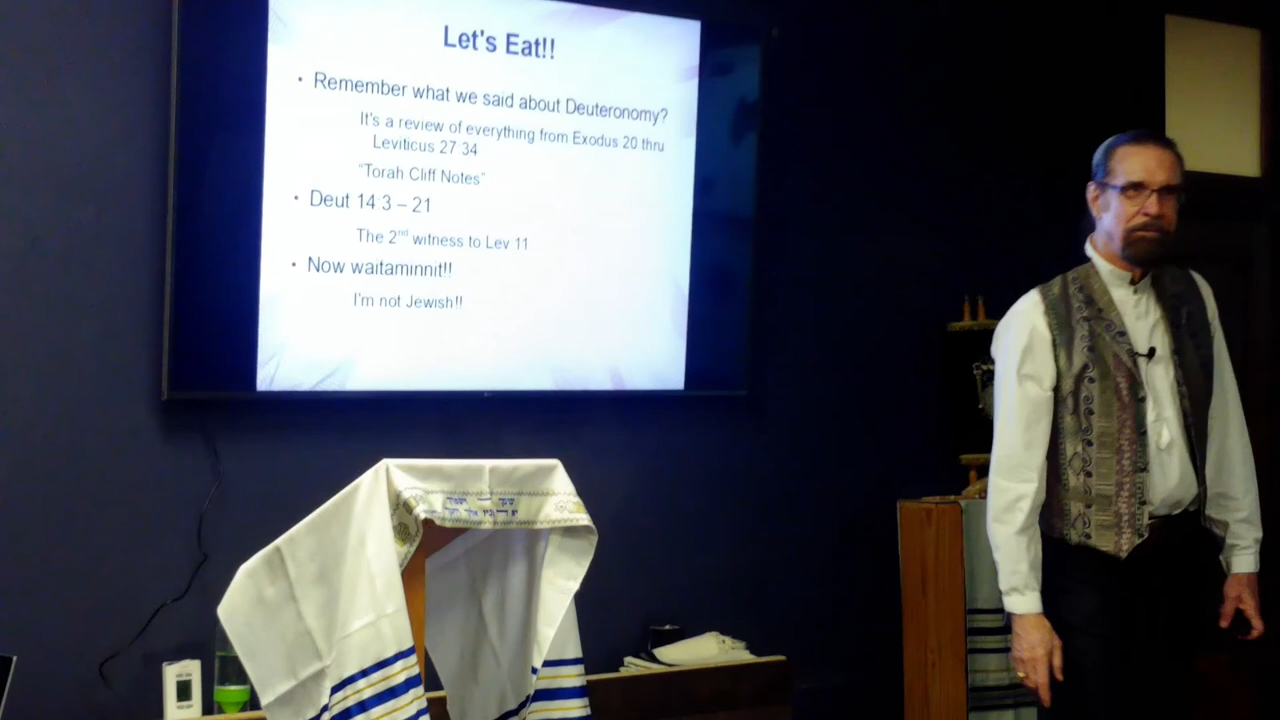 Let's Eat!!
• Remember what we said about Deuteronomy?
It's a review of everything from Exodus 20 thru
Leviticus 27:34
"Torah Cliff Notes"
• Deut 14:3 – 21
The 2nd witness to Lev 11
• Now waitaminnit!!
I'm not Jewish!!